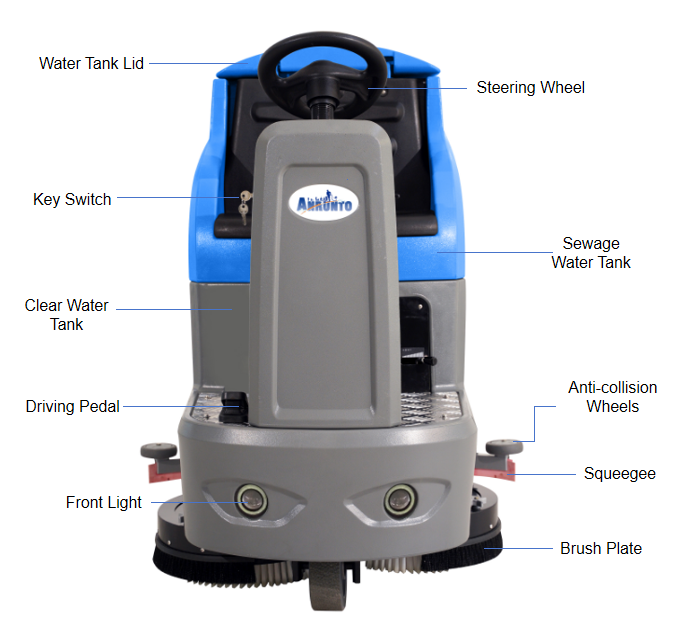 Water Tank Lid
Steering Wheel
Key Switch
ANRUNTO
Sewage
Water Tank
Clear Water
Tank
Anti-collision
Wheels
Driving Pedal
Squeegee
Front Light
Brush Plate